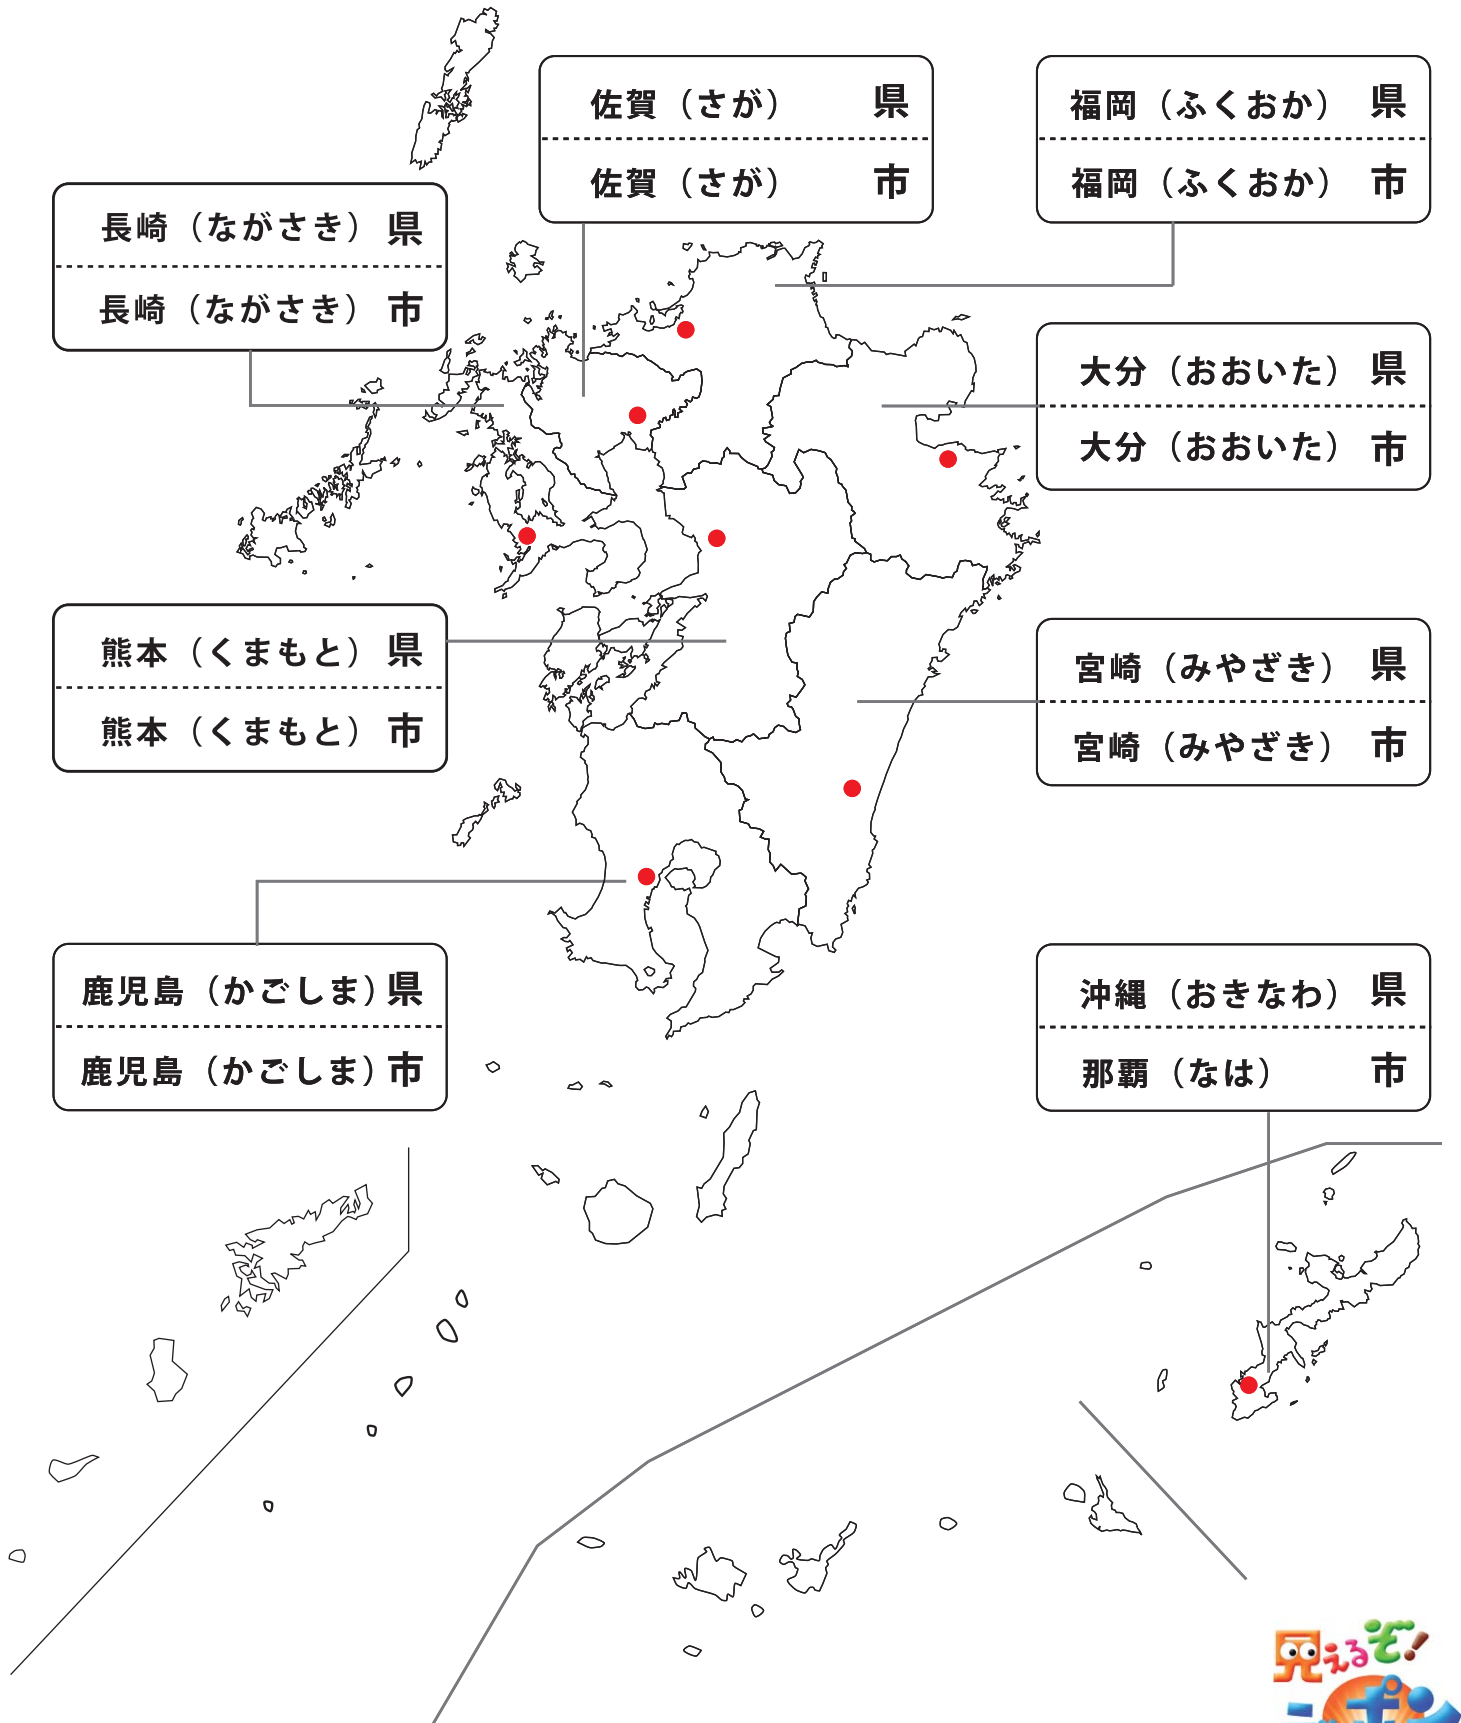 佐賀（さが） 県
佐賀（さが） 市
福岡（ふくおか） 県
福岡（ふくおか） 市
長崎（ながさき） 県
長崎（ながさき） 市
大分（おおいた） 県
大分（おおいた） 市
熊本（くまもと） 県
熊本（くまもと） 市
宮崎（みやざき） 県
宮崎（みやざき） 市
鹿児島（かごしま） 県
鹿児島（かごしま） 市
沖縄（おきなわ） 県
那覇（なは） 市
見えるぞ！
ニッポン